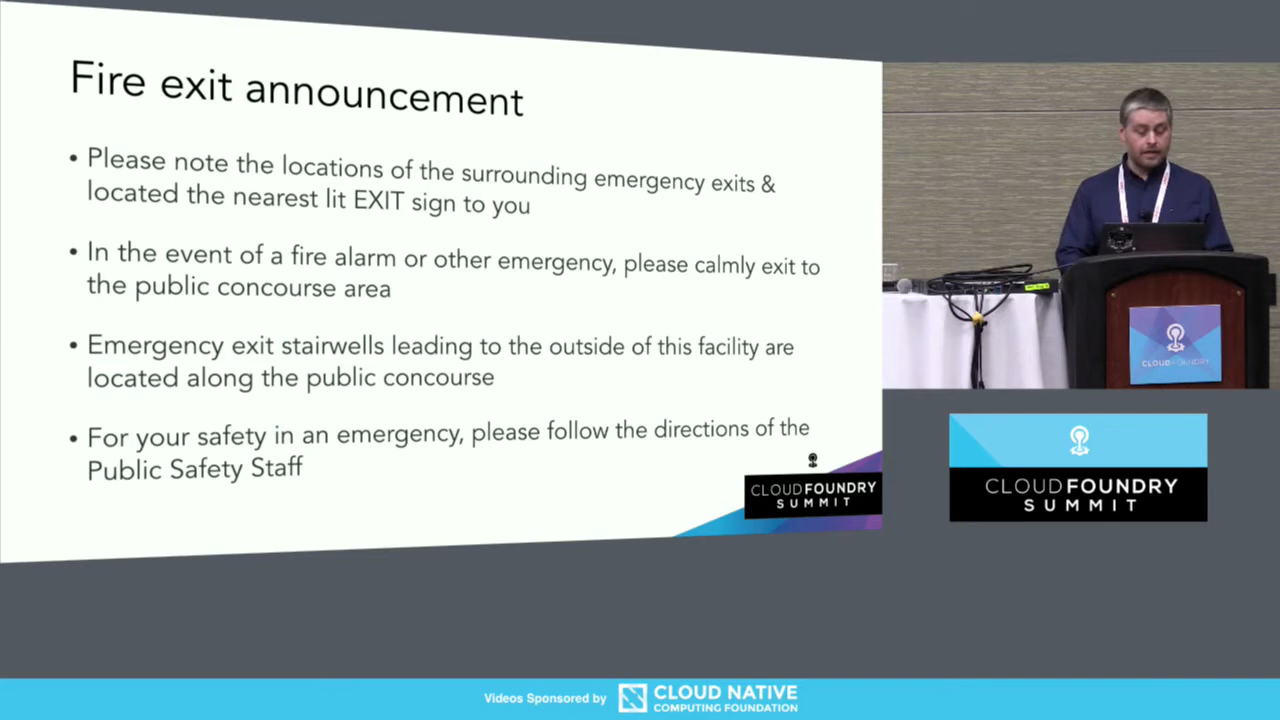 Fire exit announcement
• Please note the locations of the surrounding emergency exits &
located the nearest lit EXIT sign to you
• In the event of a fire alarm or other emergency, please calmly exit to
the public concourse area
• Emergency exit stairwells leading to the outside of this facility are
located along the public concourse
• For your safety in an emergency, please follow the directions of the
Public Safety Staff
CLOUDFOUNDRY
SUMMIT
CLOUDFOUNDRY
CLOUDFOUNDRY
SUMMIT
Videos Sponsored by
CLOUD NATIVE
COMPUTING FOUNDATION